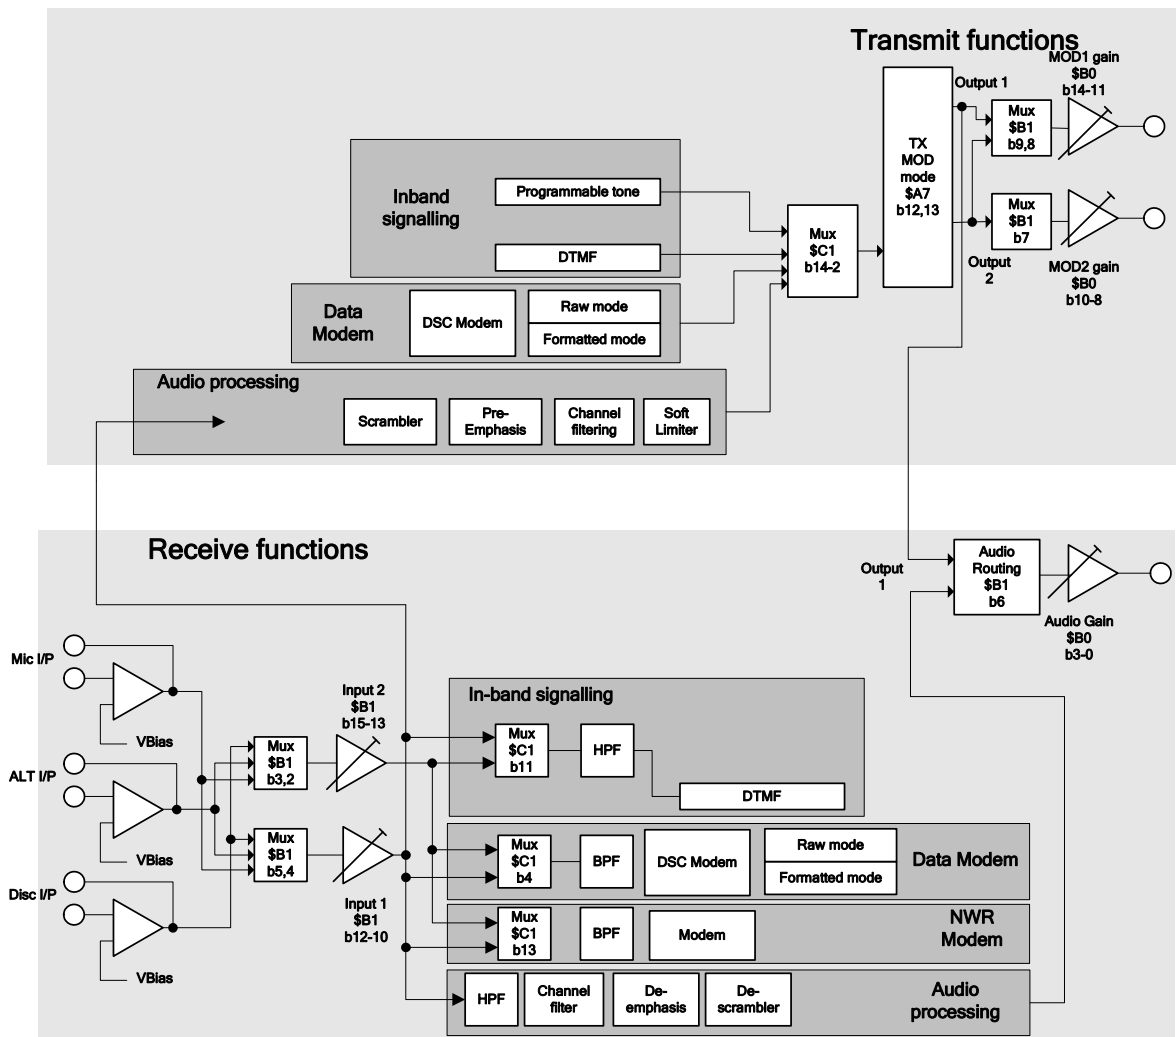 Transmit functions
MOD1 gain
$B0
b14-11
Output 1
Mux
$B1
b9,8
TX
MOD
mode
$A7
b12,13
Inband
signalling
Programmable tone
DTMF
Mux
$C1
b14-2
Mux
$B1
b7
Output
2
MOD2 gain
$B0
b10-8
Data
Modem
DSC Modem
Raw mode
Formatted mode
Audio processing
Scrambler
Pre-
Emphasis
Channel
filtering
Soft
Limiter
Receive functions
Output
1
Audio
Routing
$B1
b6
Audio Gain
$B0
b3-0
Mic I/P
VBias
ALT I/P
VBias
Disc I/P
VBias
Mux
$B1
b3,2
Mux
$B1
b5,4
Input 2
$B1
b15-13
Input 1
$B1
b12-10
In-band signalling
Mux
$C1
b11
HPF
DTMF
Mux
$C1
b4
BPF
DSC Modem
Raw mode
Formatted mode
Data Modem
Mux
$C1
b13
BPF
Modem
NWR
Modem
HPF
Channel
filter
De-
emphasis
De-
scrambler
Audio
processing